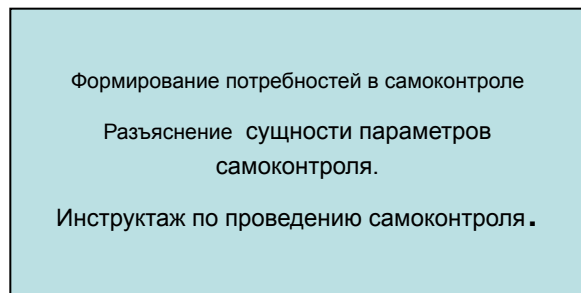 Формирование потребностей в самоконтроле
Разъяснение сущности параметров
самоконтроля.
Инструктаж по проведению самоконтроля.